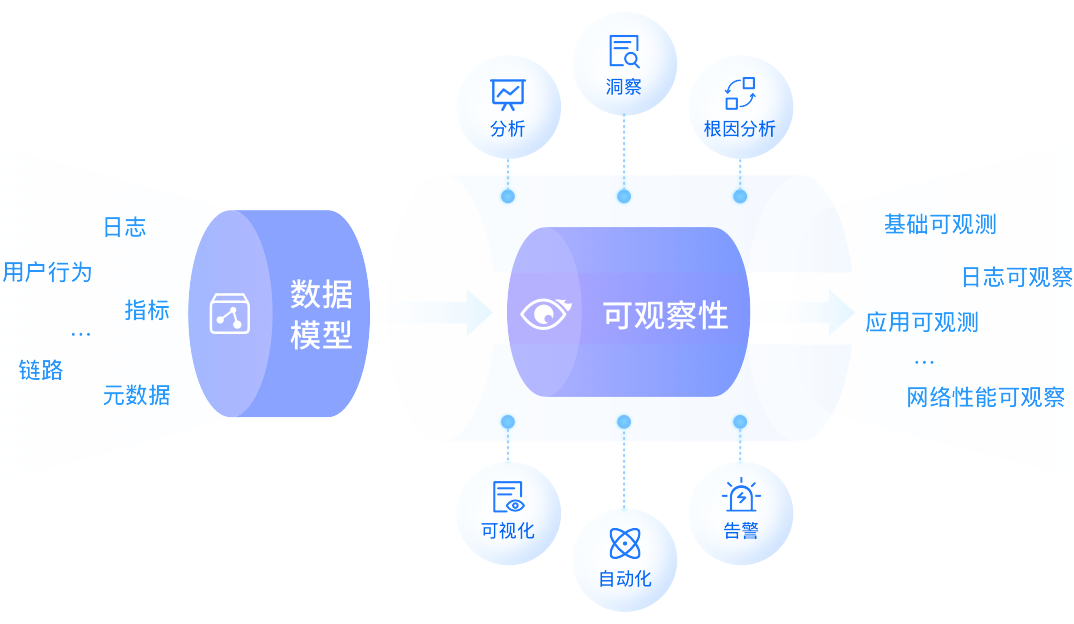 洞察
分析
根因分析
日志
用户行为
指标
...
链路
元数据
数据
模型
可观察性
基础可观测
日志可观察
应用可观测
...
网络性能可观察
可视化
告警
自动化